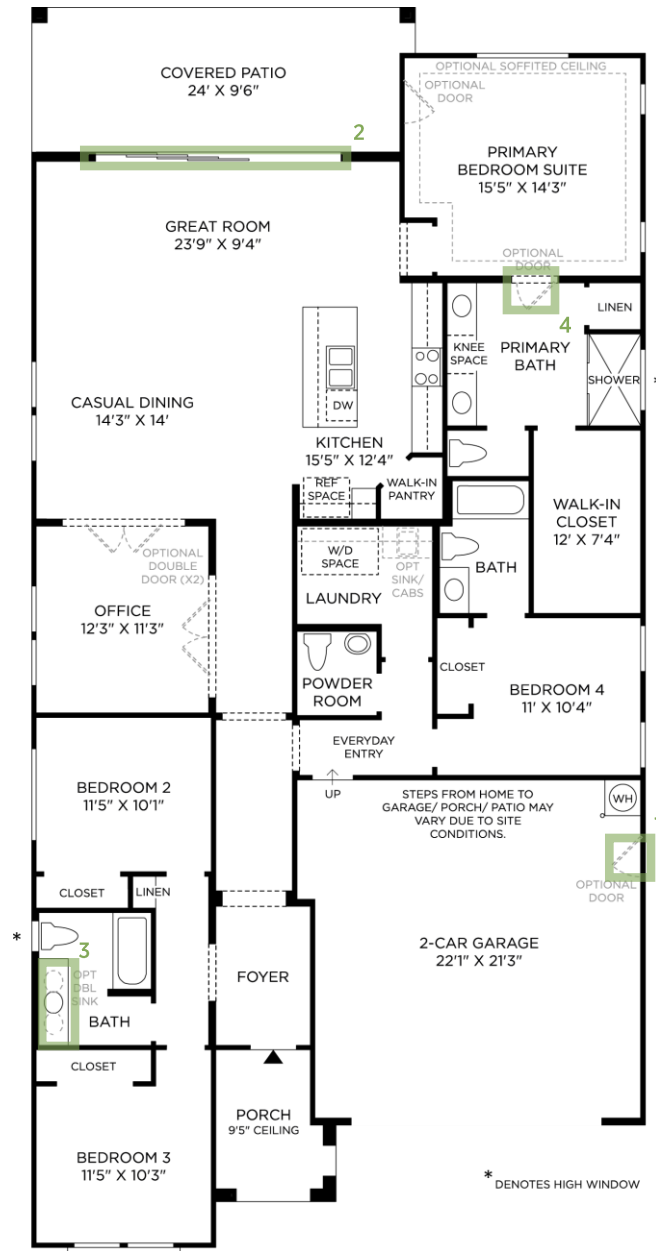 COVERED PATIO
24' X 9'6"
2
OPTIONAL SOFFITED CEILING
OPTIONAL
DOOR
PRIMARY
BEDROOM SUITE
15'5" X 14'3"
GREAT ROOM
23'9" X 9'4"
OPTIONAL
DOOR
4
LINEN
KNEE
SPACE
PRIMARY
BATH
SHOWER
*
DW
CASUAL DINING
14'3" X 14'
KITCHEN
15'5" X 12'4"
REF
SPACE
WALK-IN
PANTRY
WALK-IN
CLOSET
12' X 7'4"
OPTIONAL
DOUBLE
DOOR (X2)
W/D
SPACE
OPT
SINK/
CABS
BATH
LAUNDRY
OFFICE
12'3" X 11'3"
CLOSET
POWDER
ROOM
BEDROOM 4
11' X 10'4"
EVERYDAY
ENTRY
UP
BEDROOM 2
11'5" X 10'1"
STEPS FROM HOME TO
GARAGE/ PORCH/ PATIO MAY
VARY DUE TO SITE
CONDITIONS.
WH
OPTIONAL
DOOR
CLOSET
LINEN
*
3
OPT
DBL
SINK
BATH
FOYER
2-CAR GARAGE
22'1" X 21'3"
CLOSET
PORCH
9'5" CEILING
BEDROOM 3
11'5" X 10'3"
* DENOTES HIGH WINDOW